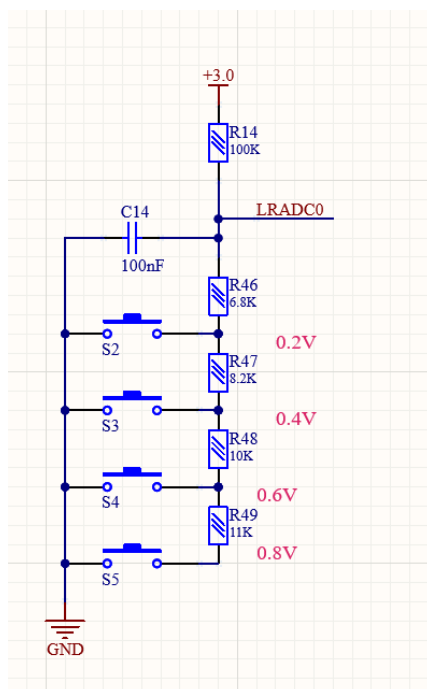 +3.0
R14
100K
LRADC0
C14
100nF
R46
6.8K
S2
0.2V
R47
8.2K
S3
0.4V
R48
10K
S4
0.6V
R49
11K
S5
0.8V
GND